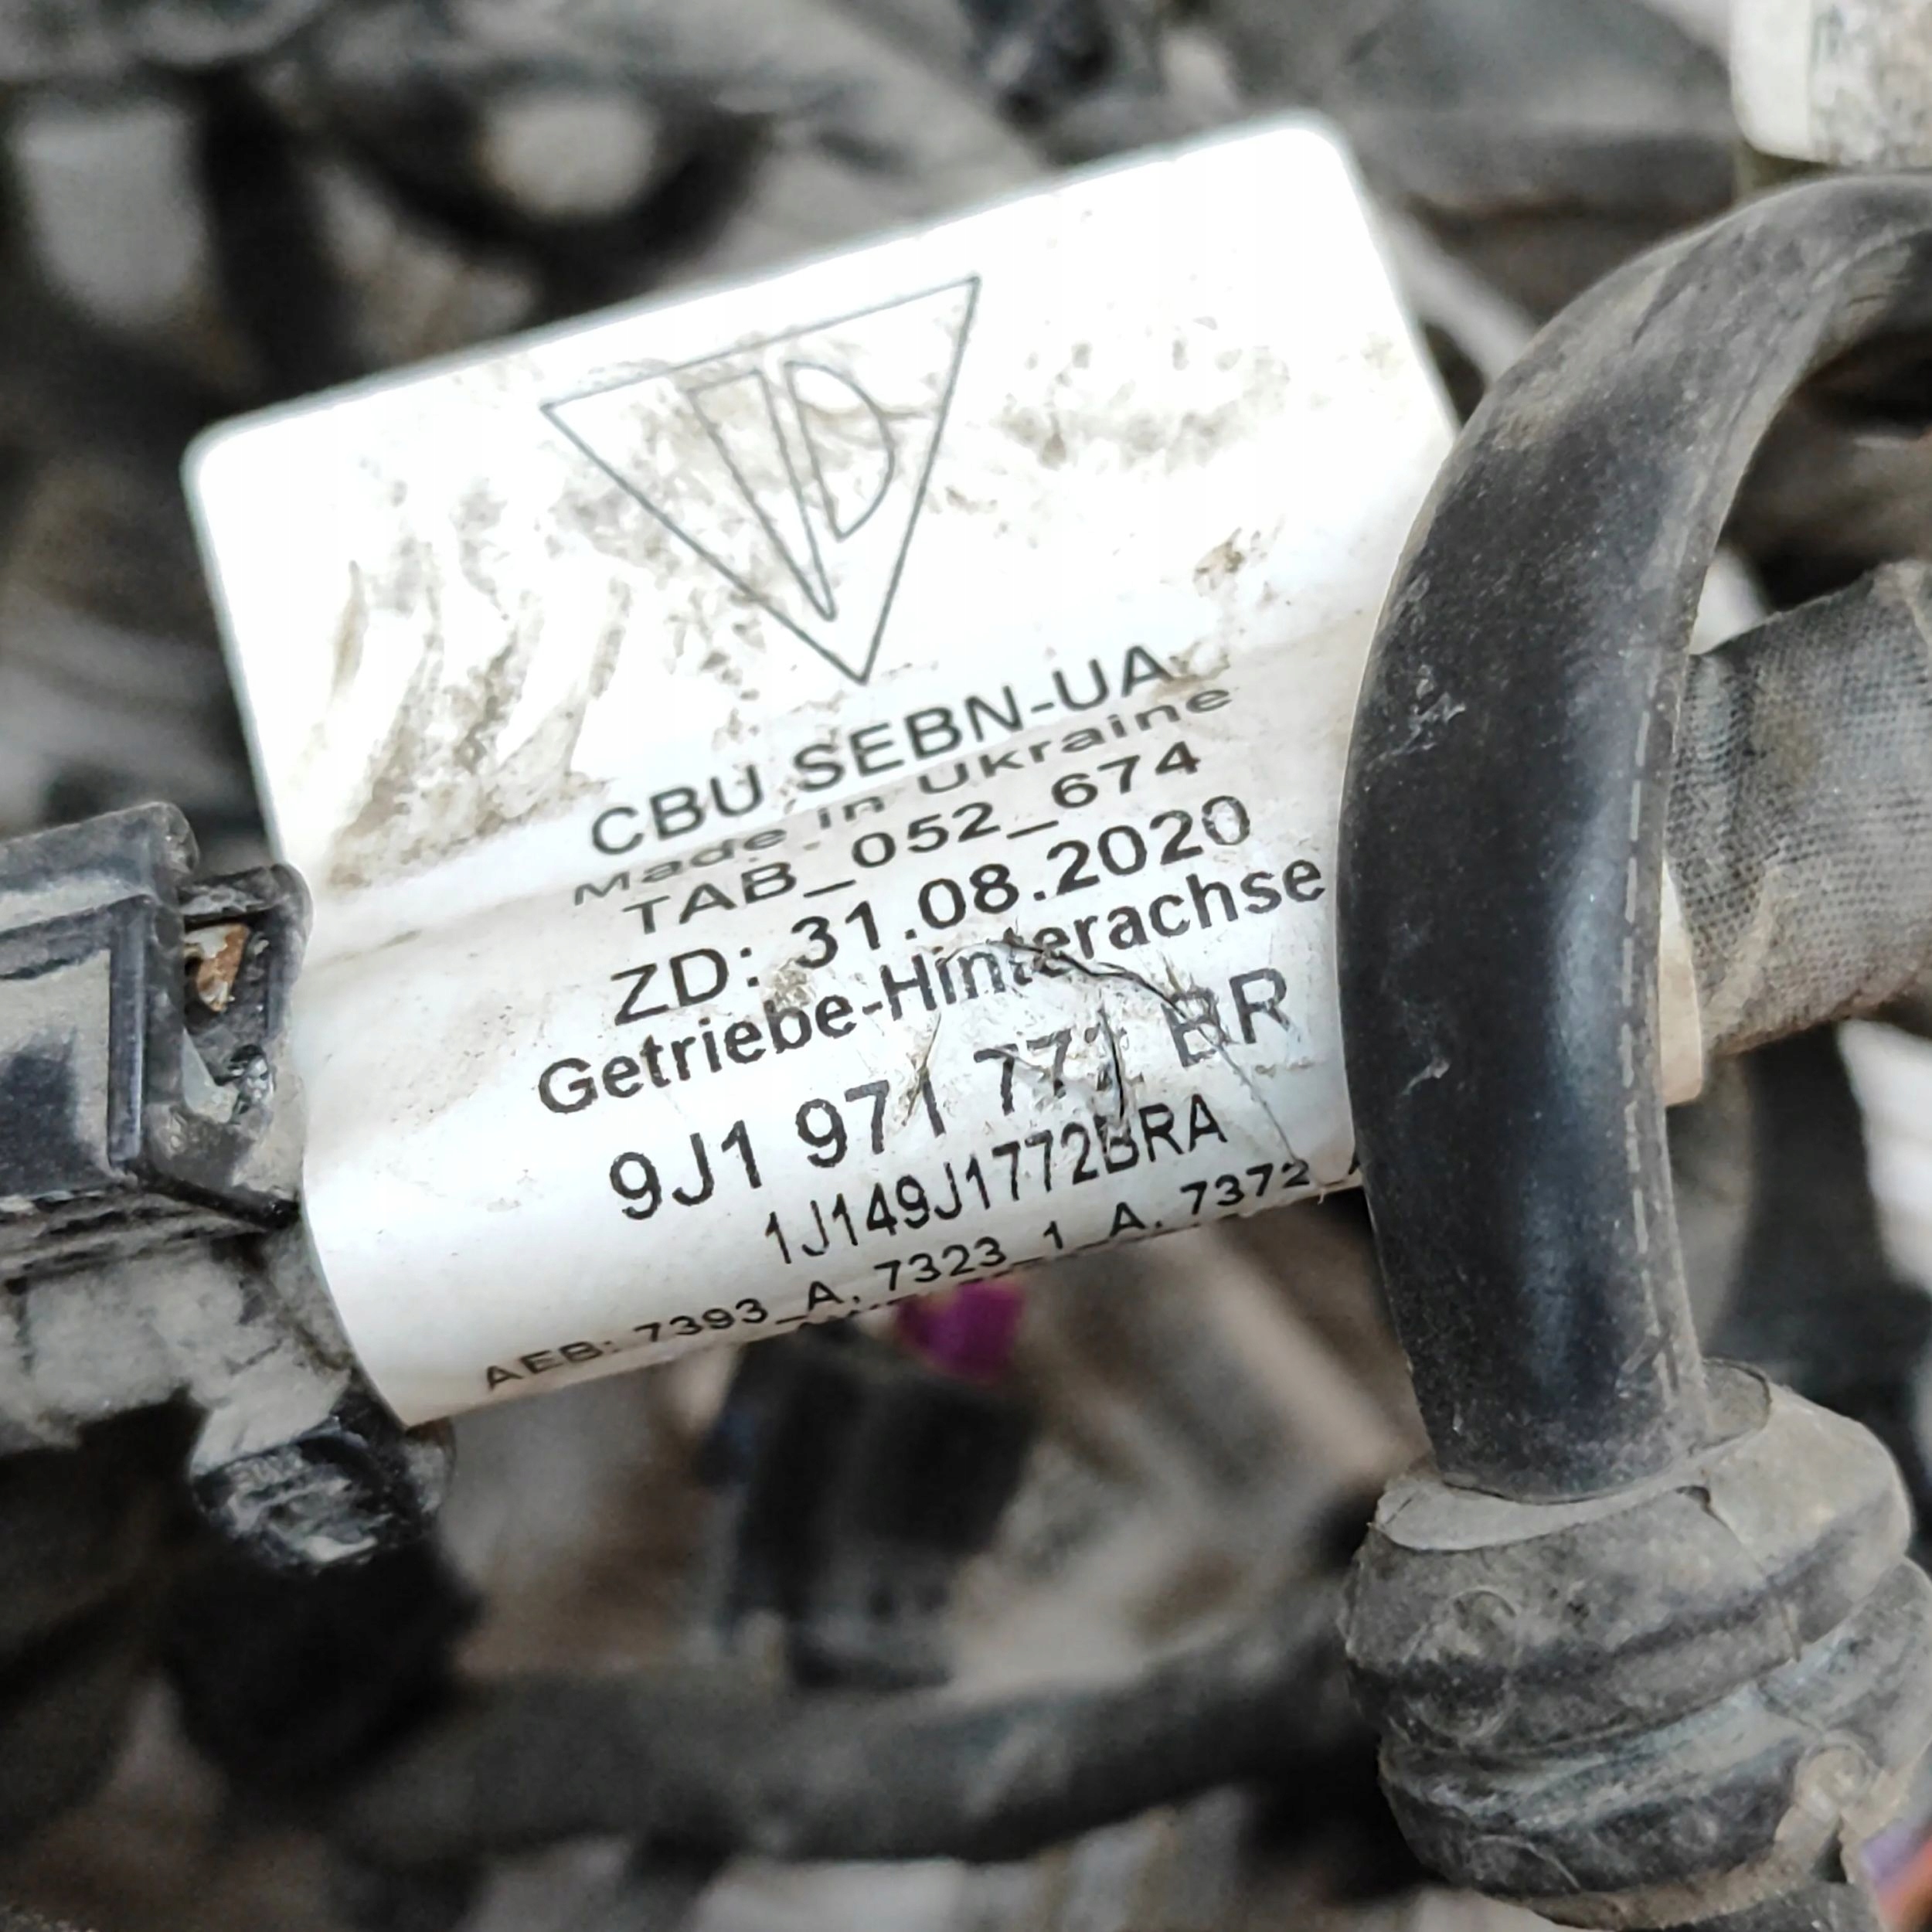 CBU SEBN-UA
Made in Ukraine
TAB_052_674
ZD: 31.08.2020
Getriebe-Hinterachse
9J1 971 772 BR
1J149J1772BRA
AEB: 7393_A, 7323_1_A, 7372